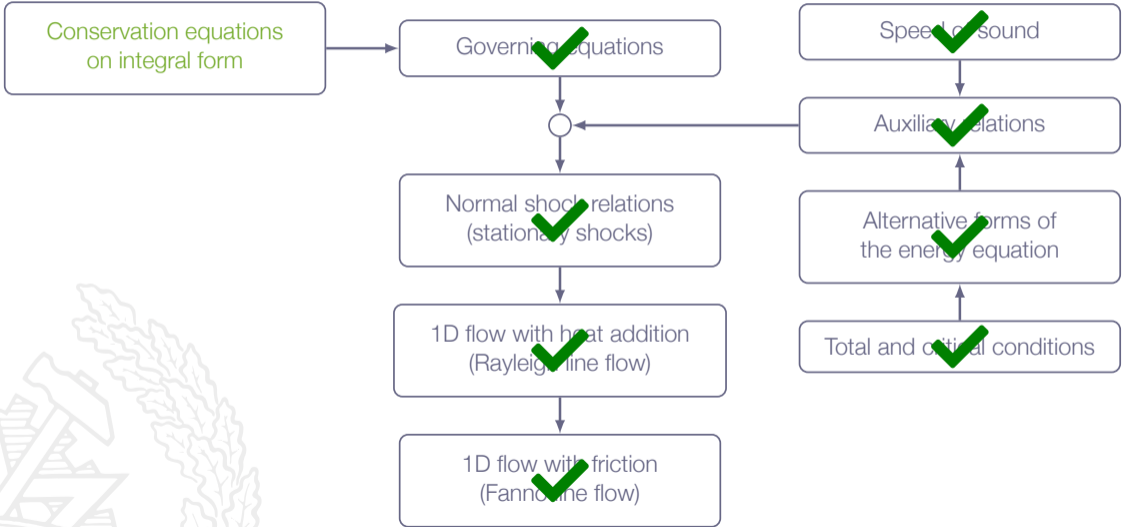 Conservation equations
on integral form
Governing equations
Speed of sound
Auxiliary relations
Normal shock relations
(stationary shocks)
Alternative forms of
the energy equation
1D flow with heat addition
(Rayleigh line flow)
Total and critical conditions
1D flow with friction
(Fanno line flow)